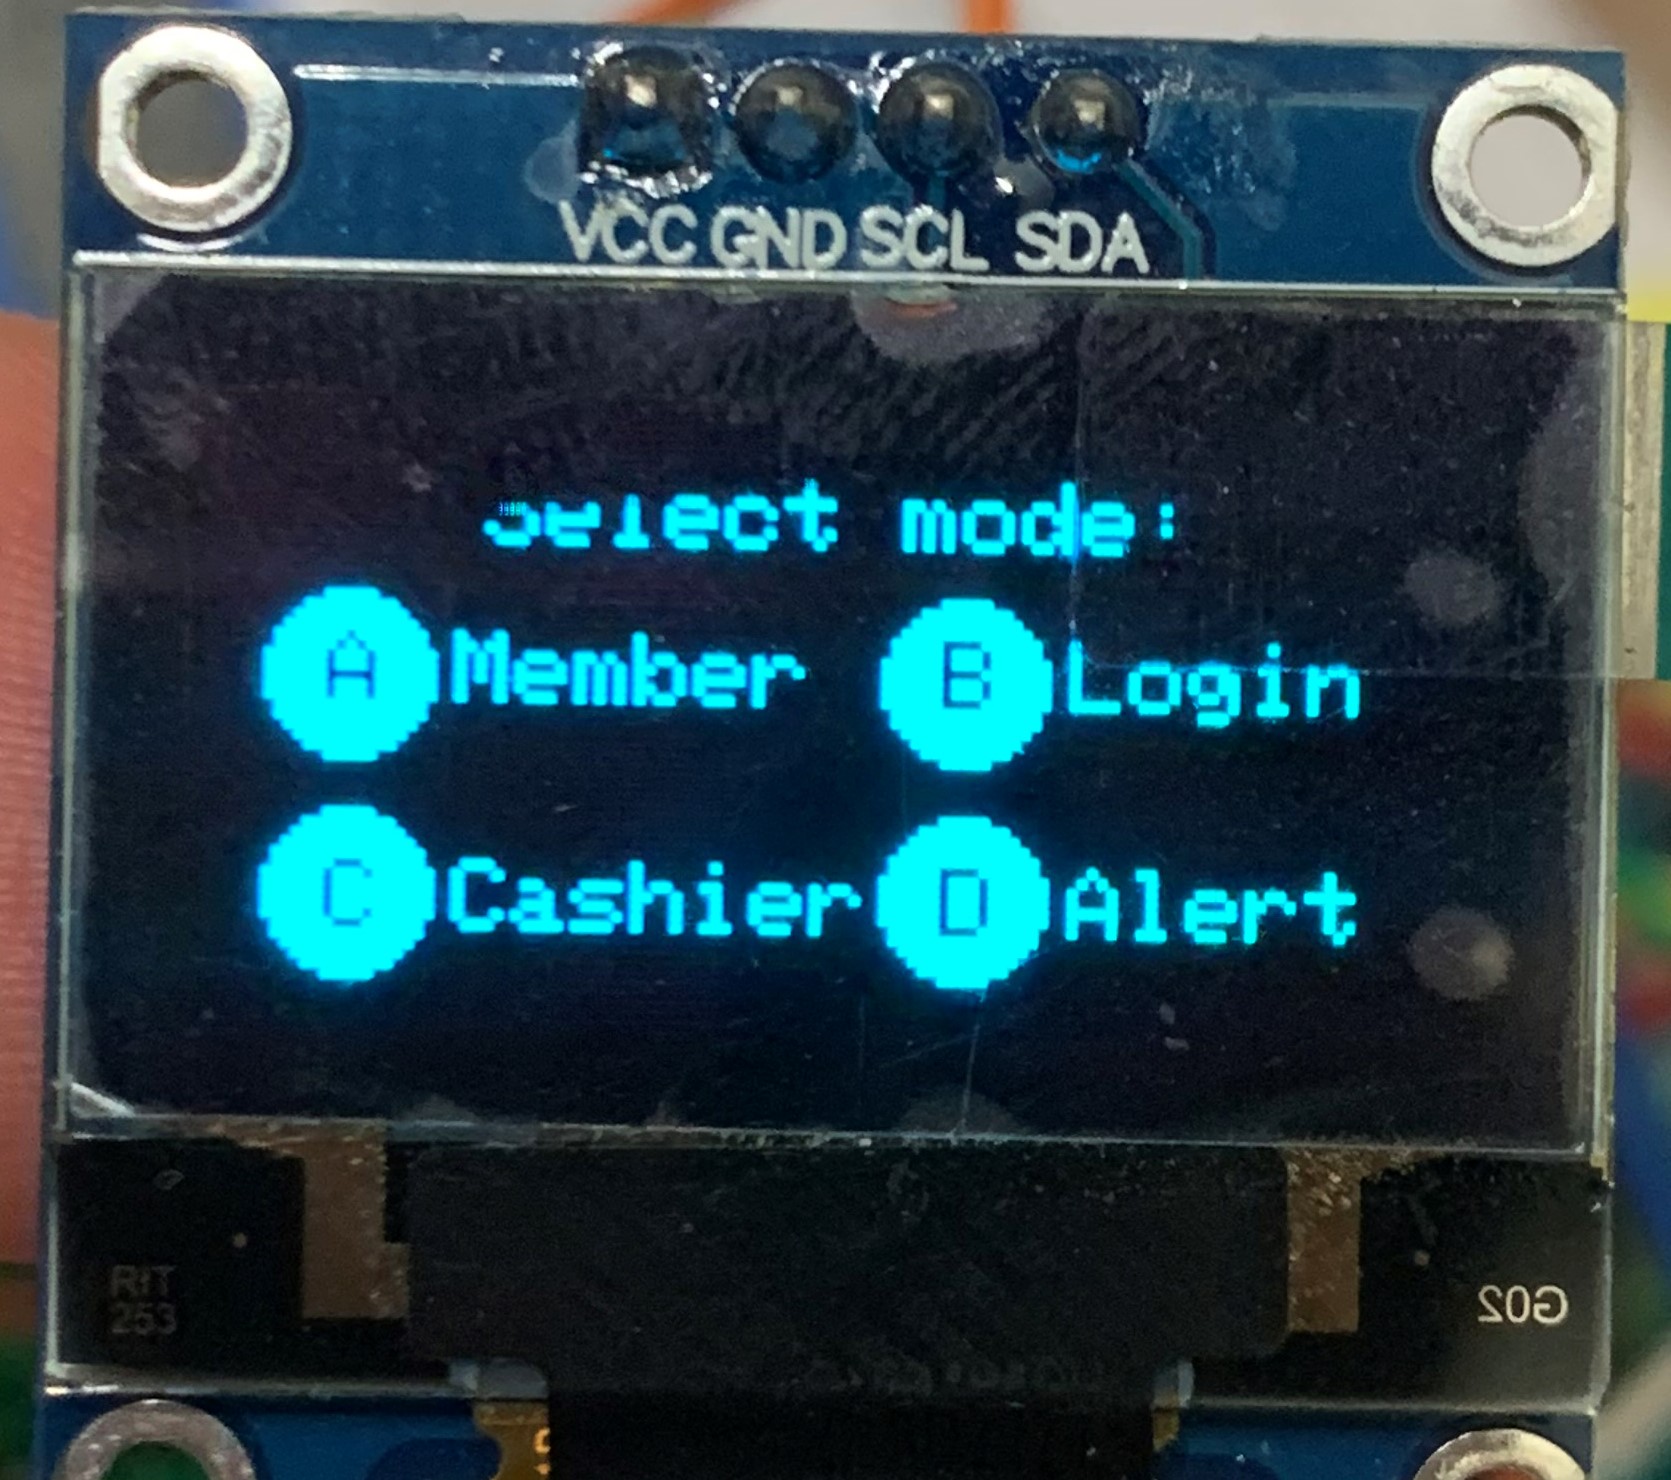 VCC GND SCL SDA
Select mode:
A Member B Login
C Cashier D Alert
RIT
253
G02